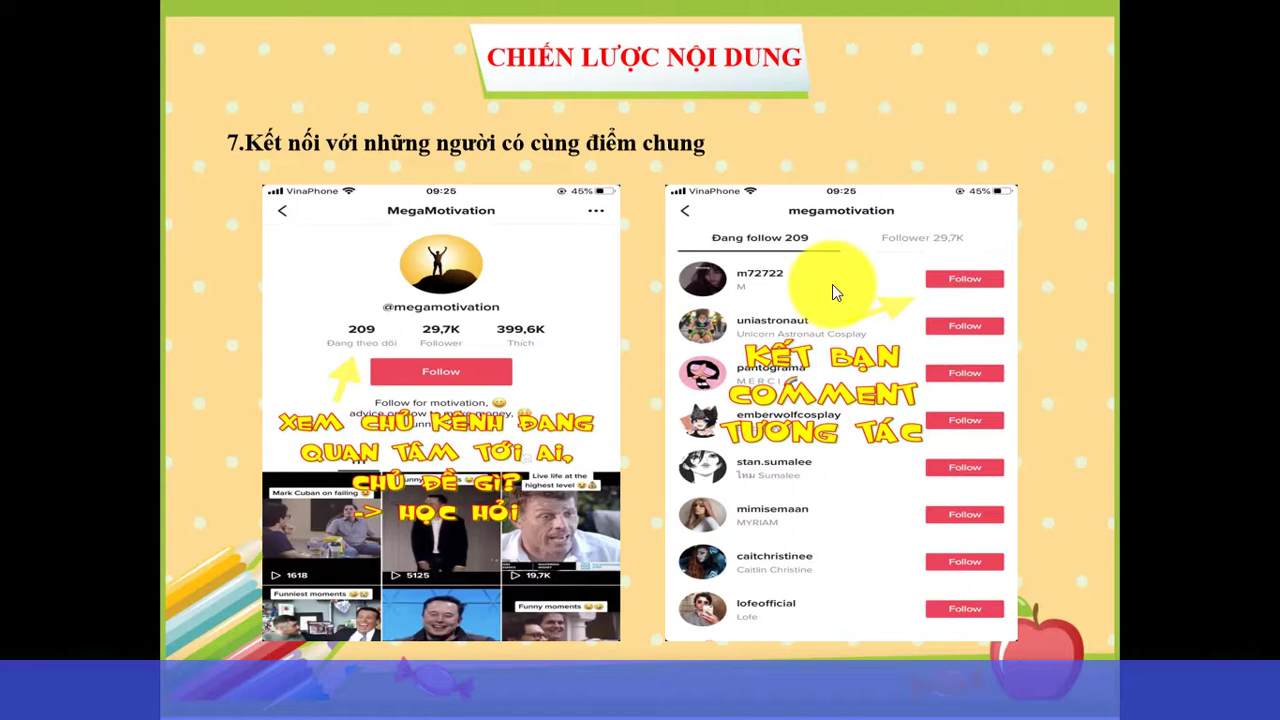 CHIẾN LƯỢC NỘI DUNG
7.Kết nối với những người có cùng điểm chung
VinaPhone 09:25 45%
MegaMotivation
@megamotivation
209 29,7K 399,6K
Đang theo dõi Follower Thích
Follow
Follow for motivation,
XEM CHỦ KÊNH ĐANG
QUAN TÂM TỚI AI,
CHỦ ĐỀ GÌ?
-> HỌC HỎI
Mark Cuban on failing
Live life at the
highest level
1618 5125 19,7K
Funniest moments
Funny moments
VinaPhone 09:25 45%
megamotivation
Đang follow 209 Follower 29,7K
m72722
M
Follow
uniastronaut
Unicorn Astronaut Cosplay
Follow
pantograma
M E R C I
Follow
emberwolfcosplay
Follow
KẾT BẠN
COMMENT
TƯƠNG TÁC
stan.sumalee
ไหม Sumalee
Follow
mimisemaan
MYRIAM
Follow
caitchristinee
Caitlin Christine
Follow
lofeofficial
Lofe
Follow